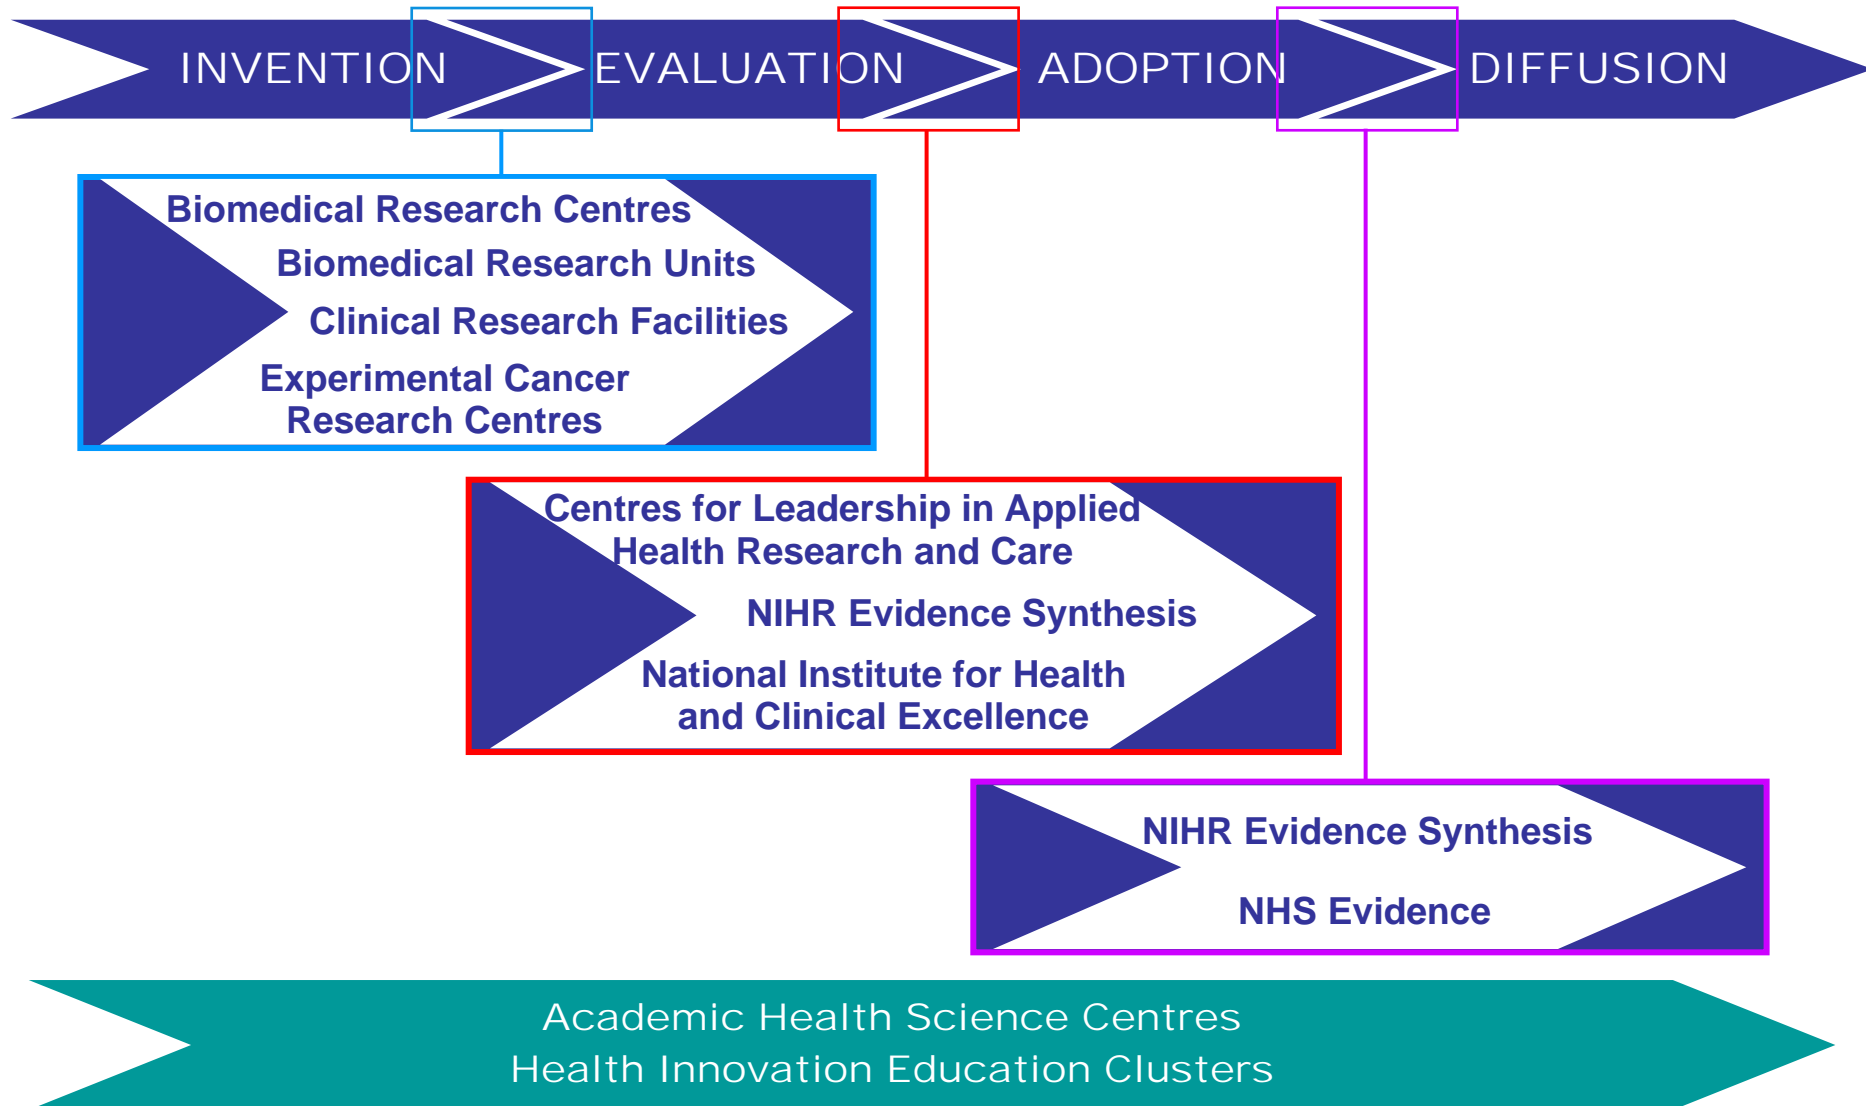 INVENTION
EVALUATION
ADOPTION
DIFFUSION
Biomedical Research Centres
Biomedical Research Units
Clinical Research Facilities
Experimental Cancer
Research Centres
Centres for Leadership in Applied
Health Research and Care
NIHR Evidence Synthesis
National Institute for Health
and Clinical Excellence
NIHR Evidence Synthesis
NHS Evidence
Academic Health Science Centres
Health Innovation Education Clusters